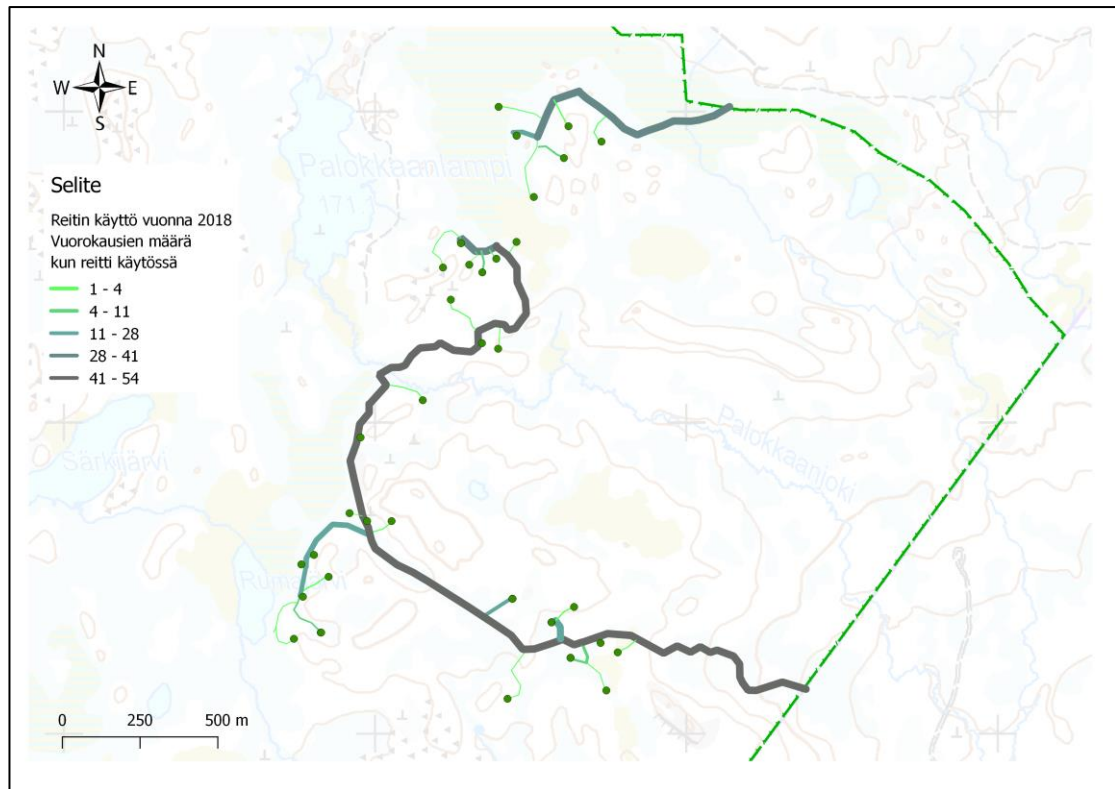 N
W E
S
Palokkaanlampi
171
Selite
Reitin käyttö vuonna 2018
Vuorokausien määrä
kun reitti käytössä
1 - 4
4 - 11
11 - 28
28 - 41
41 - 54
Palokkaanjoki
Särkijärvi
0 250 500 m